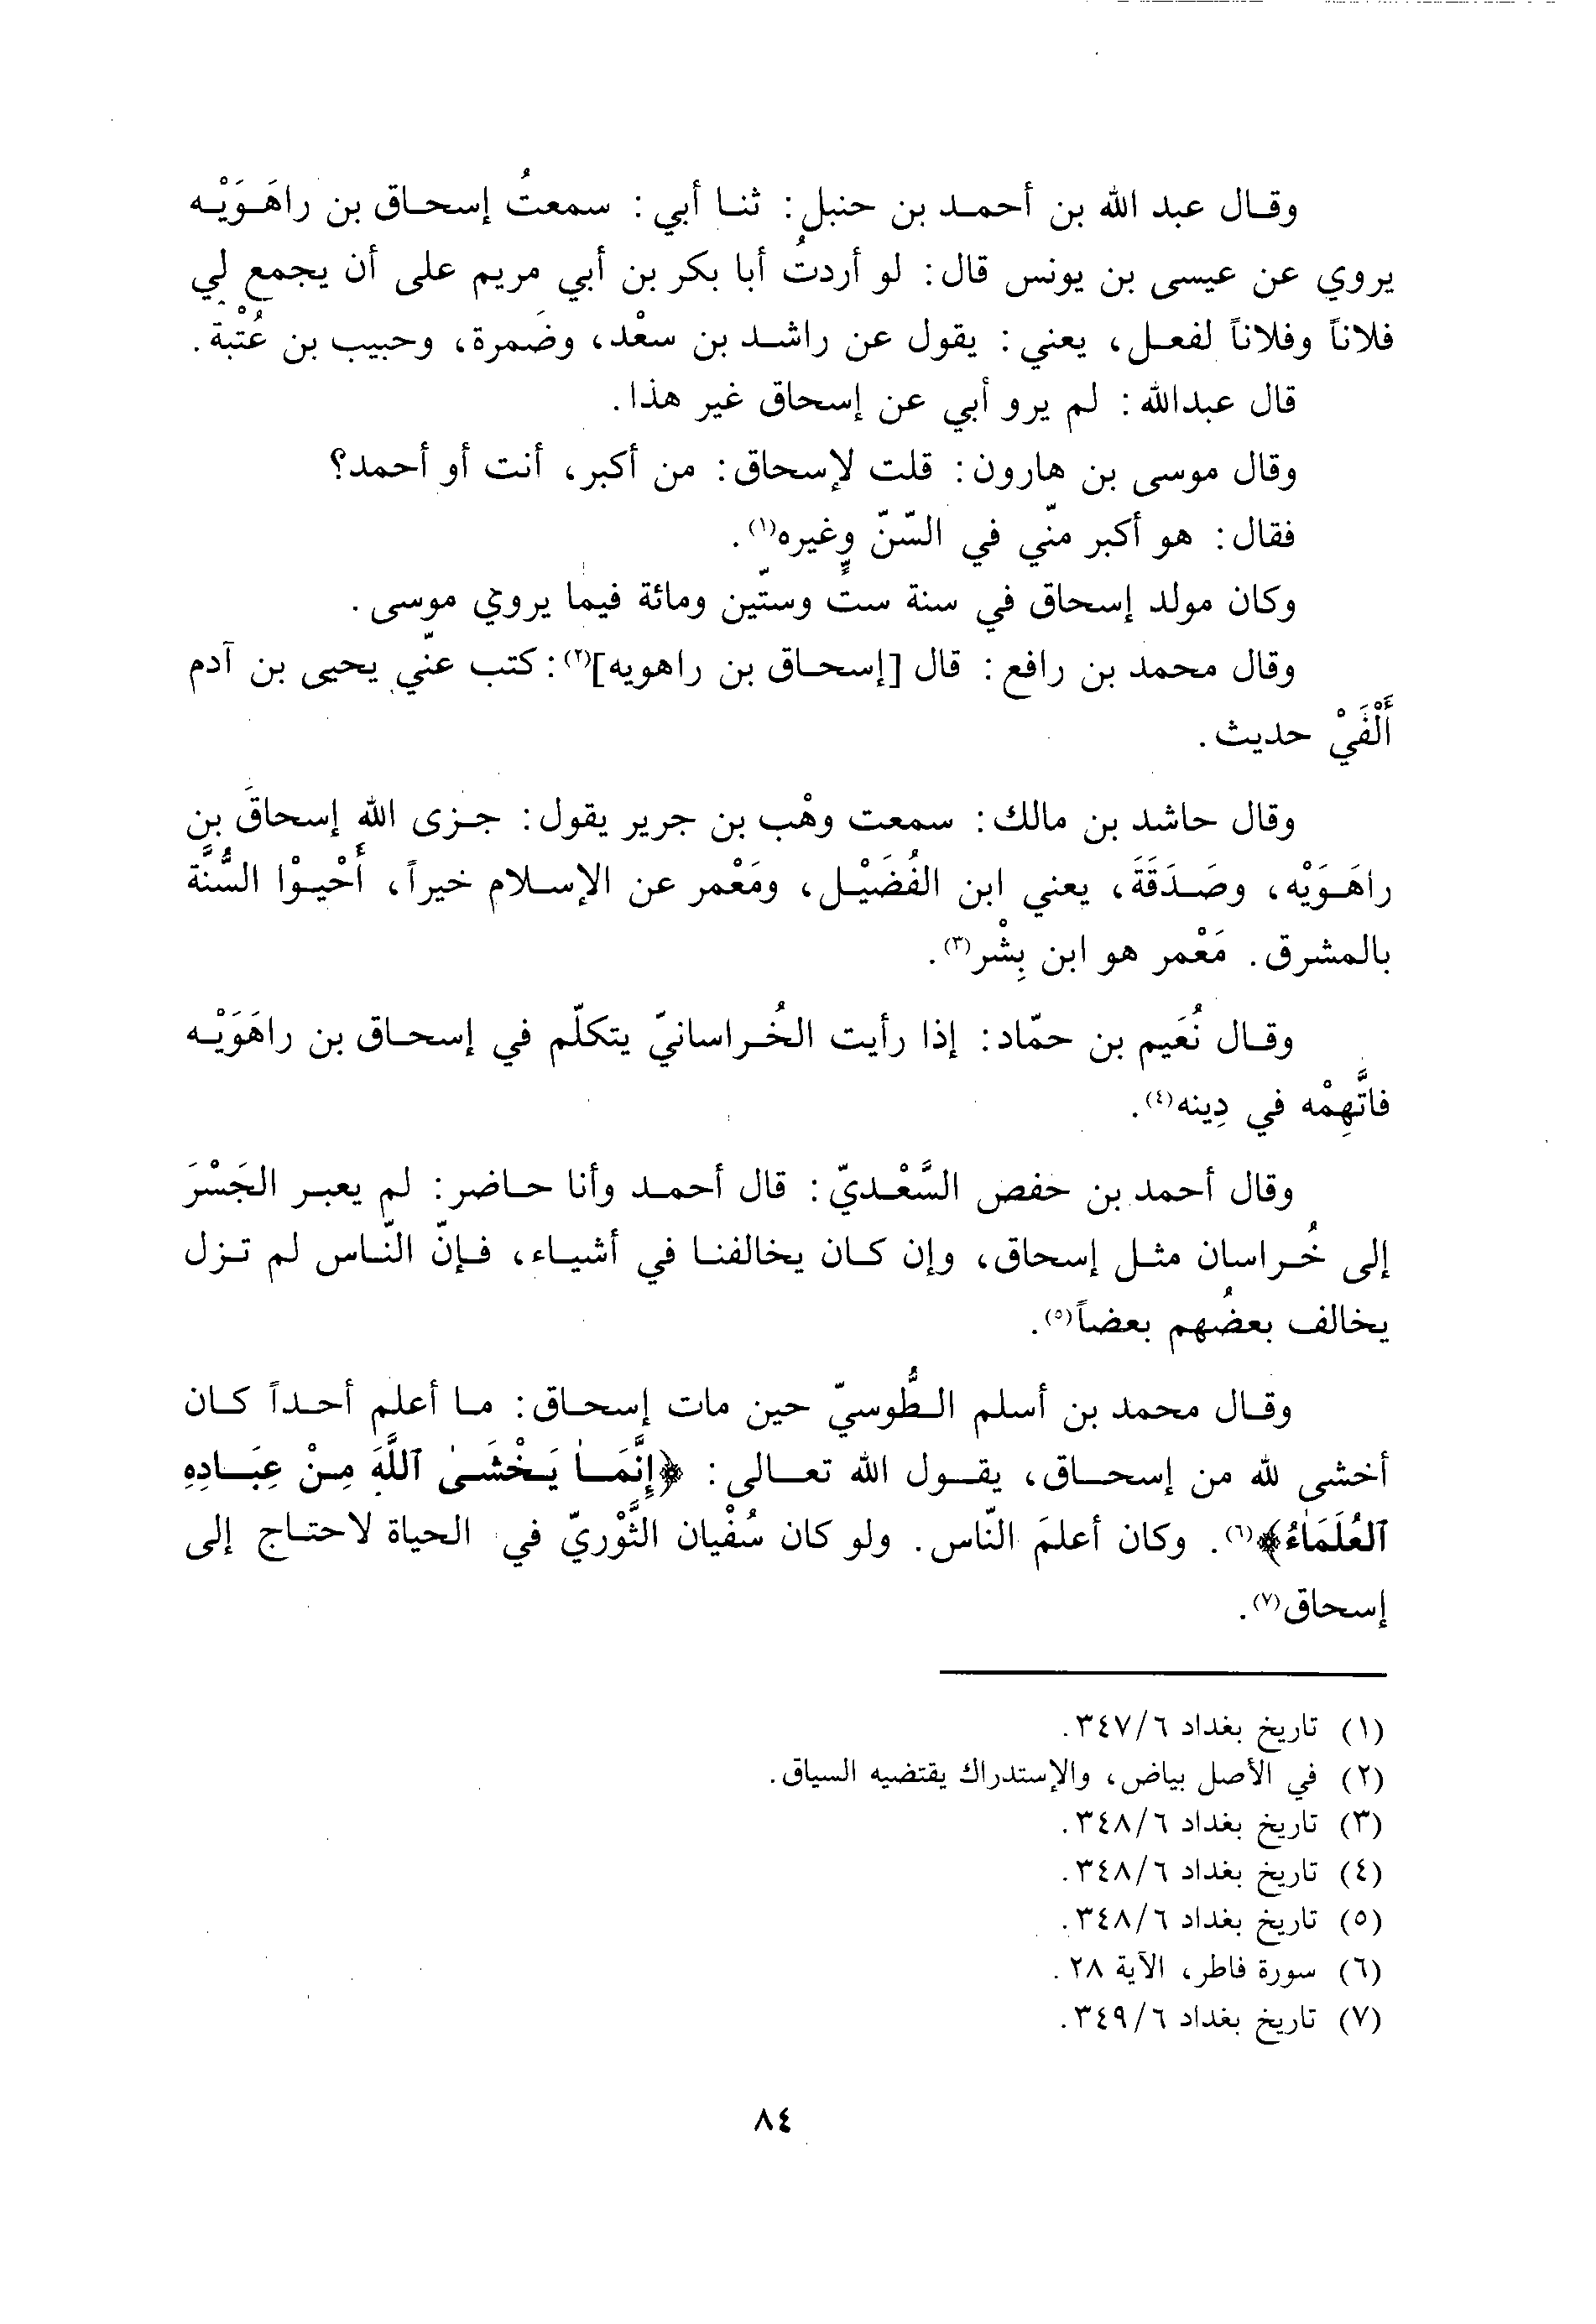 وقال عبد الله بن أحمد بن حنبل: ثنا أبي: سمعتُ إسحاق بن راهَوَيْه
يروي عن عيسى بن يونس قال: لو أردتُ أبا بكر بن أبي مريم على أن يجمع لي
فلاناً وفلاناً لفعل، يعني: يقول عن راشد بن سعْد، وضَمرة، وحبيب بن عُتْبة.
قال عبدالله: لم يرو أبي عن إسحاق غير هذا.
وقال موسى بن هارون: قلت لإسحاق: من أكبر، أنت أو أحمد؟
فقال: هو أكبر منّي في السّنّ وغيره(١).
وكان مولد إسحاق في سنة ستٍّ وستّين ومائة فيما يروي موسى.
وقال محمد بن رافع: قال [إسحاق بن راهويه](٢): كتب عنّي يحيى بن آدم
أَلْفَيْ حديث.
وقال حاشد بن مالك: سمعت وهْب بن جرير يقول: جزى الله إسحاقَ بن
راهَوَيْه، وصَدَقَةَ، يعني ابن الفُضَيْل، ومَعْمر عن الإسلام خيراً، أَحْيوْا السُّنَّة
بالمشرق. مَعْمر هو ابن بِشْر(٣).
وقال نُعَيم بن حمّاد: إذا رأيت الخُراسانيّ يتكلّم في إسحاق بن راهَوَيْه
فاتَّهِمْه في دِينه(٤).
وقال أحمد بن حفص السَّعْديّ: قال أحمد وأنا حاضر: لم يعبر الجَسْرَ
إلى خُراسان مثل إسحاق، وإن كان يخالفنا في أشياء، فإنّ النّاس لم تزل
يخالف بعضُهم بعضاً(٥).
وقال محمد بن أسلم الطُّوسيّ حين مات إسحاق: ما أعلم أحداً كان
أخشى لله من إسحاق، يقول الله تعالى: ﴿إِنَّمَا يَخْشَىٰ ٱللَّهَ مِنْ عِبَادِهِ
ٱلعُلَمَاءُ﴾(٦). وكان أعلمَ النّاس. ولو كان سُفْيان الثَّوْريّ في الحياة لاحتاج إلى
إسحاق(٧).
(١) تاريخ بغداد ٣٤٧/٦.
(٢) في الأصل بياض، والإستدراك يقتضيه السياق.
(٣) تاريخ بغداد ٣٤٨/٦.
(٤) تاريخ بغداد ٣٤٨/٦.
(٥) تاريخ بغداد ٣٤٨/٦.
(٦) سورة فاطر، الآية ٢٨.
(٧) تاريخ بغداد ٣٤٩/٦.
٨٤